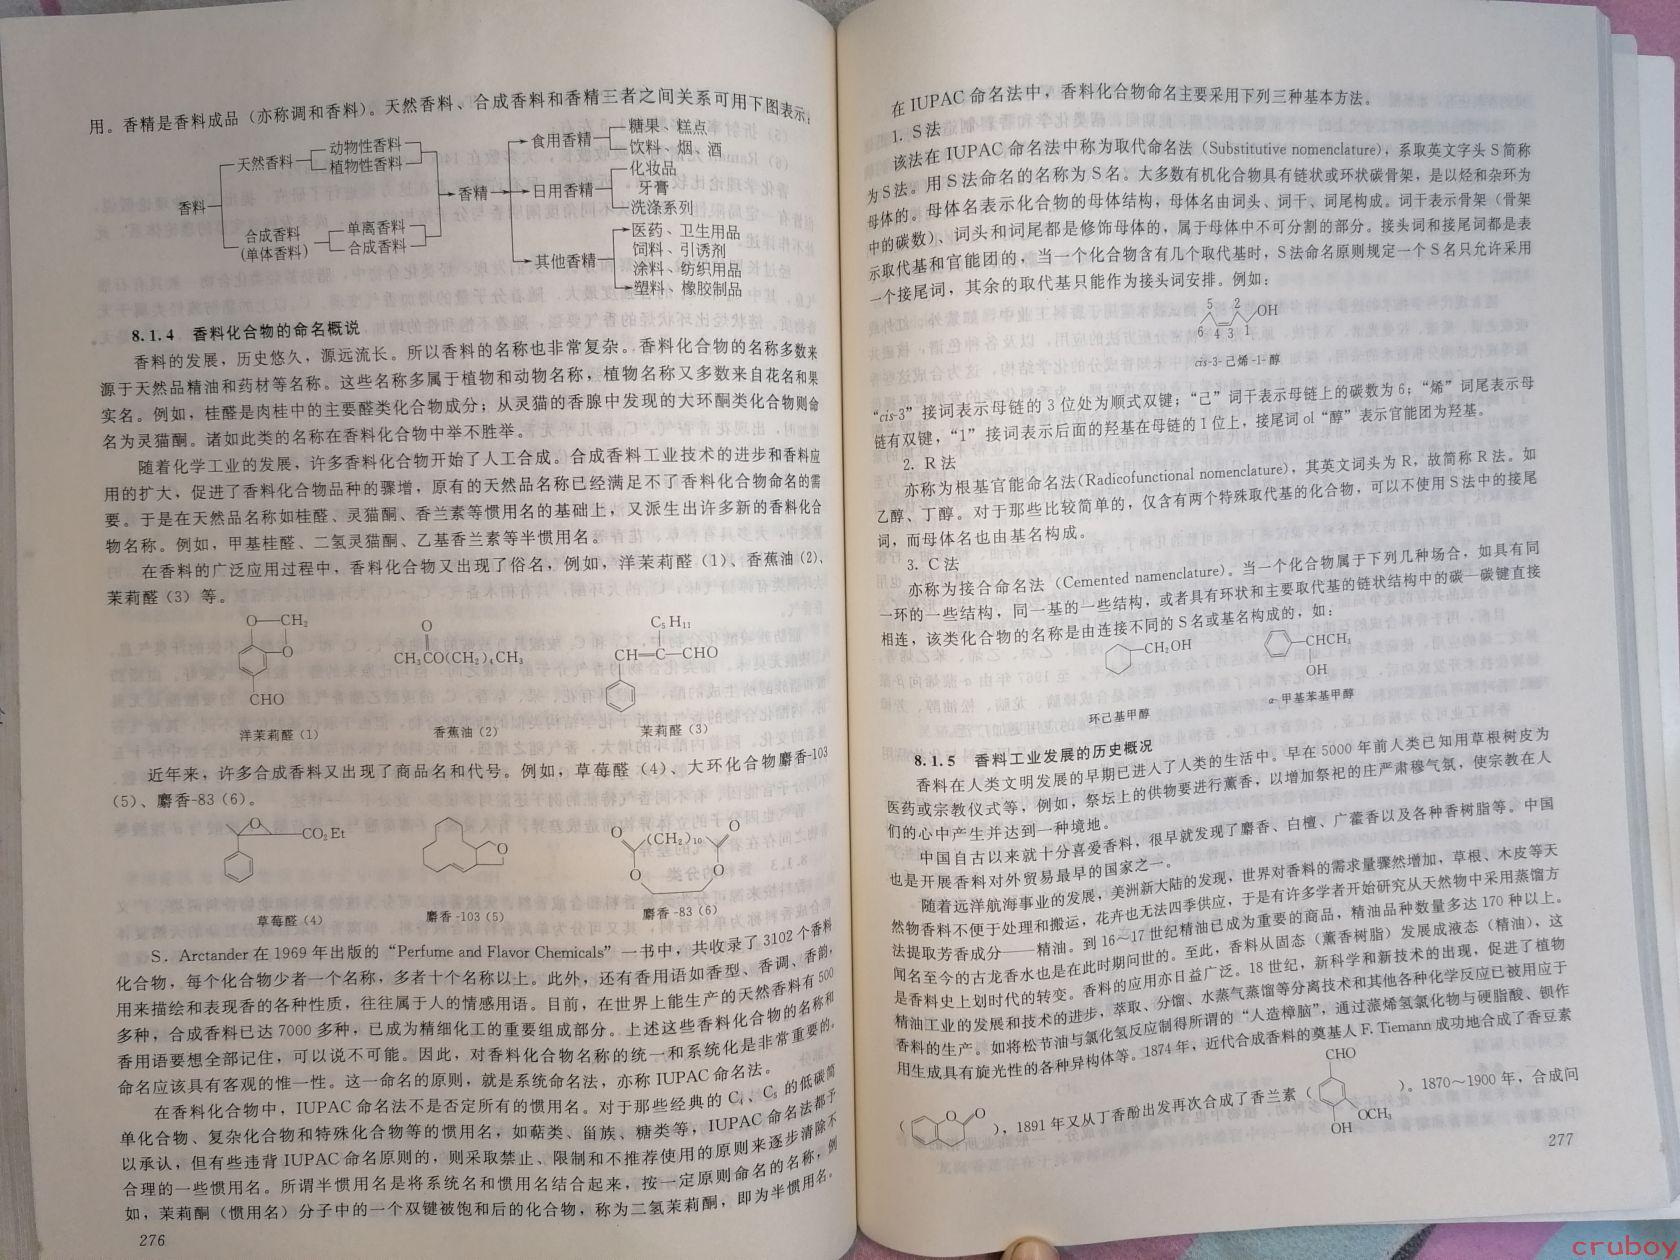 用。香精是香料成品（亦称调和香料）。天然香料、合成香料和香精三者之间关系可用下图表示：
香料
天然香料
动物性香料
植物性香料
合成香料
(单体香料)
单离香料
合成香料
香精
食用香精
糖果、糕点
饮料、烟、酒
日用香精
化妆品
牙膏
洗涤系列
其他香精
医药、卫生用品
饲料、引诱剂
涂料、纺织用品
塑料、橡胶制品
8.1.4 香料化合物的命名概说
香料的发展，历史悠久，源远流长。所以香料的名称也非常复杂。香料化合物的名称多数来
源于天然品精油和药材等名称。这些名称多属于植物和动物名称，植物名称又多数来自花名和果
实名。例如，桂醛是肉桂中的主要醛类化合物成分；从灵猫的香腺中发现的大环酮类化合物则命
名为灵猫酮。诸如此类的名称在香料化合物中举不胜举。
随着化学工业的发展，许多香料化合物开始了人工合成。合成香料工业技术的进步和香料应
用的扩大，促进了香料化合物品种的骤增，原有的天然品名称已经满足不了香料化合物命名的需
要。于是在天然品名称如桂醛、灵猫酮、香兰素等惯用名的基础上，又派生出许多新的香料化合
物名称。例如，甲基桂醛、二氢灵猫酮、乙基香兰素等半惯用名。
在香料的广泛应用过程中，香料化合物又出现了俗名，例如，洋茉莉醛（1）、香蕉油（2）、
茉莉醛（3）等。
O—CH₂
O
CHO
洋茉莉醛（1）
O
CH₃CO(CH₂)₄CH₃
香蕉油（2）
C₅H₁₁
CH=C—CHO
茉莉醛（3）
近年来，许多合成香料又出现了商品名和代号。例如，草莓醛（4）、大环化合物麝香-103
（5）、麝香-83（6）。
O
CO₂Et
草莓醛（4）
O
麝香-103（5）
O (CH₂)₁₀ O
O O
麝香-83（6）
S．Arctander 在 1969 年出版的“Perfume and Flavor Chemicals”一书中，共收录了 3102 个香料
化合物，每个化合物少者一个名称，多者十个名称以上。此外，还有香用语如香型、香调、香韵，
用来描绘和表现香的各种性质，往往属于人的情感用语。目前，在世界上能生产的天然香料有 500
多种，合成香料已达 7000 多种，已成为精细化工的重要组成部分。上述这些香料化合物的名称和
香用语要想全部记住，可以说不可能。因此，对香料化合物名称的统一和系统化是非常重要的。
命名应该具有客观的惟一性。这一命名的原则，就是系统命名法，亦称 IUPAC 命名法。
在香料化合物中，IUPAC 命名法不是否定所有的惯用名。对于那些经典的 C₄、C₅ 的低碳简
单化合物、复杂化合物和特殊化合物等的惯用名，如萜类、甾族、糖类等，IUPAC 命名法都予
以承认，但有些违背 IUPAC 命名原则的，则采取禁止、限制和不推荐使用的原则来逐步清除不
合理的一些惯用名。所谓半惯用名是将系统名和惯用名结合起来，按一定原则命名的名称，例
如，茉莉酮（惯用名）分子中的一个双键被饱和后的化合物，称为二氢茉莉酮，即为半惯用名。
276
在 IUPAC 命名法中，香料化合物命名主要采用下列三种基本方法。
1. S 法
该法在 IUPAC 命名法中称为取代命名法（Substitutive nomenclature），系取英文字头 S 简称
为 S 法。用 S 法命名的名称为 S 名。大多数有机化合物具有链状或环状碳骨架，是以烃和杂环为
母体的。母体名表示化合物的母体结构，母体名由词头、词干、词尾构成。词干表示骨架（骨架
中的碳数）、词头和词尾都是修饰母体的，属于母体中不可分割的部分。接头词和接尾词都是表
示取代基和官能团的，当一个化合物含有几个取代基时，S 法命名原则规定一个 S 名只允许采用
一个接尾词，其余的取代基只能作为接头词安排。例如：
5 2 OH
6 4 3 1
cis-3-己烯-1-醇
“cis-3”接词表示母链的 3 位处为顺式双键；“己”词干表示母链上的碳数为 6；“烯”词尾表示母
链有双键，“1”接词表示后面的羟基在母链的 1 位上，接尾词 ol“醇”表示官能团为羟基。
2. R 法
亦称为根基官能命名法(Radicofunctional nomenclature)，其英文词头为 R，故简称 R 法。如
乙醇、丁醇。对于那些比较简单的，仅含有两个特殊取代基的化合物，可以不使用 S 法中的接尾
词，而母体名也由基名构成。
3. C 法
亦称为接合命名法（Cemented namenclature）。当一个化合物属于下列几种场合，如具有同
一环的一些结构，同一基的一些结构，或者具有环状和主要取代基的链状结构中的碳一碳键直接
相连，该类化合物的名称是由连接不同的 S 名或基名构成的，如：
—CH₂OH
环己基甲醇
CHCH₃
OH
α-甲基苯基甲醇
8.1.5 香料工业发展的历史概况
香料在人类文明发展的早期已进入了人类的生活中。早在 5000 年前人类已知用草根树皮为
医药或宗教仪式等，例如，祭坛上的供物要进行薰香，以增加祭祀的庄严肃穆气氛，使宗教在人
们的心中产生并达到一种境地。
中国自古以来就十分喜爱香料，很早就发现了麝香、白檀、广藿香以及各种香树脂等。中国
也是开展香料对外贸易最早的国家之一。
随着远洋航海事业的发展，美洲新大陆的发现，世界对香料的需求量骤然增加，草根、木皮等天
然物香料不便于处理和搬运，花卉也无法四季供应，于是有许多学者开始研究从天然物中采用蒸馏方
法提取芳香成分——精油。到 16～17 世纪精油已成为重要的商品，精油品种数量多达 170 种以上。
闻名至今的古龙香水也是在此时期问世的。至此，香料从固态（薰香树脂）发展成液态（精油），这
是香料史上划时代的转变。香料的应用亦日益广泛。18 世纪，新科学和新技术的出现，促进了植物
精油工业的发展和技术的进步，萃取、分馏、水蒸气蒸馏等分离技术和其他各种化学反应已被用应于
香料的生产。如将松节油与氯化氢反应制得所谓的“人造樟脑”，通过蒎烯氢氯化物与硬脂酸、钡作
用生成具有旋光性的各种异构体等。1874 年，近代合成香料的奠基人 F. Tiemann 成功地合成了香豆素
（ O O ），1891 年又从丁香酚出发再次合成了香兰素（ CHO OCH₃ OH ）。1870～1900 年，合成问
277
cruboy